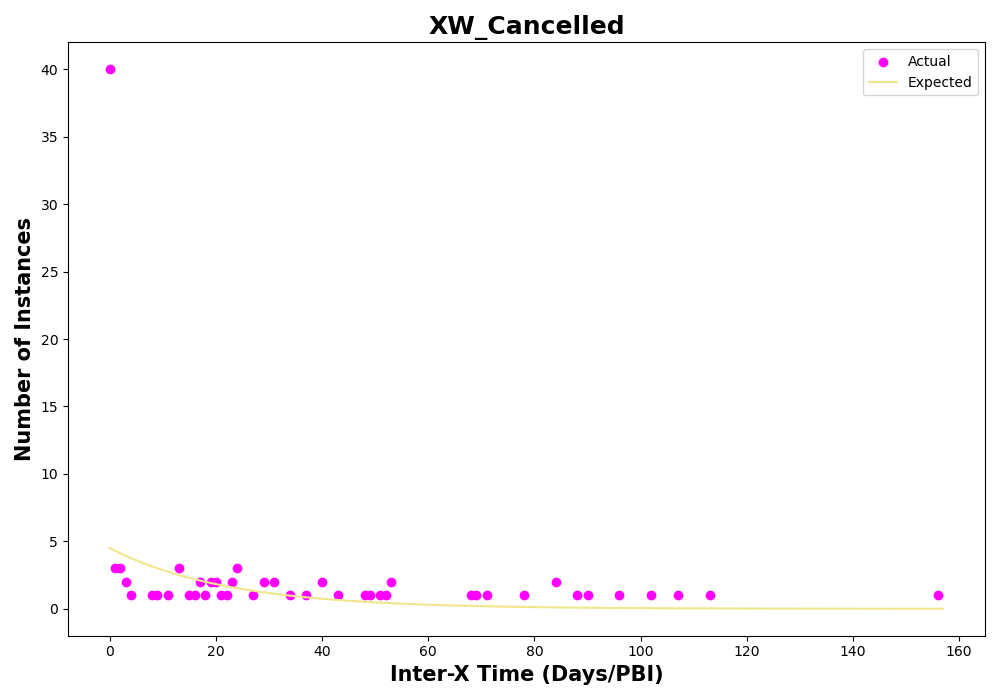 XW_Cancelled
Actual
Expected
Number of Instances
40
35
30
25
20
15
10
5
0
0 20 40 60 80 100 120 140 160
Inter-X Time (Days/PBI)